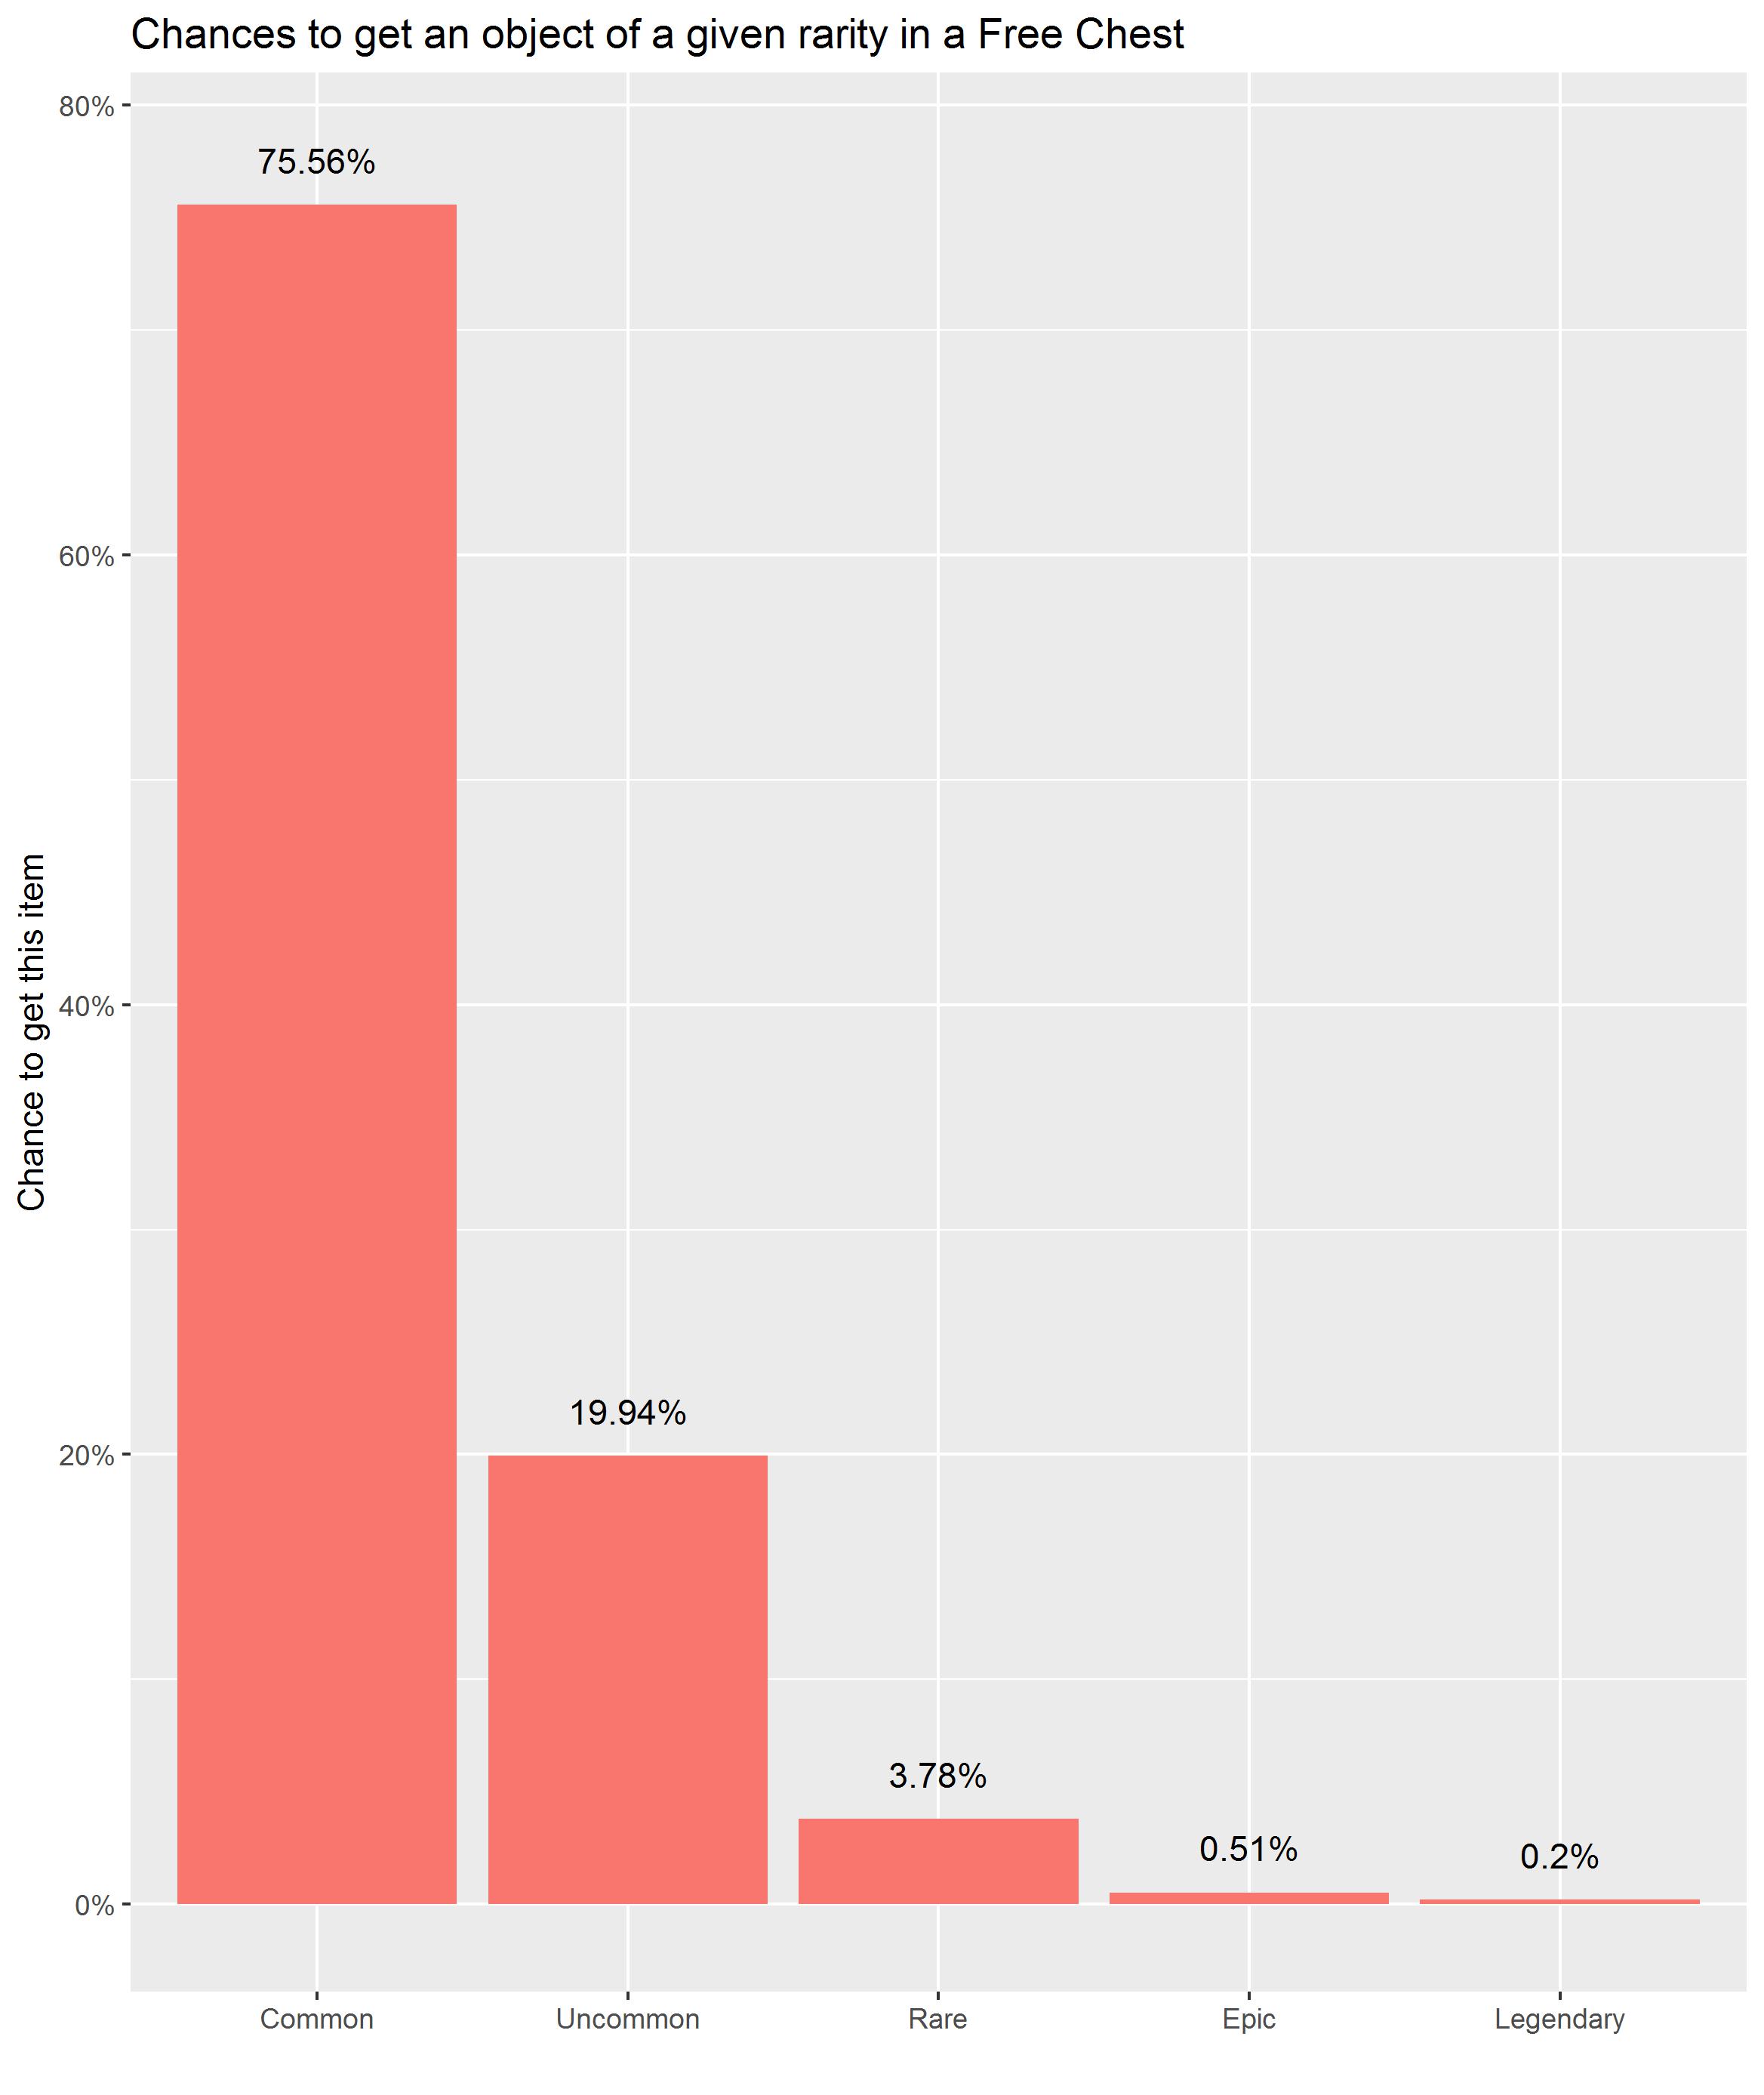 Chances to get an object of a given rarity in a Free Chest
Chance to get this item
80%
60%
40%
20%
0%
75.56%
19.94%
3.78%
0.51%
0.2%
Common
Uncommon
Rare
Epic
Legendary